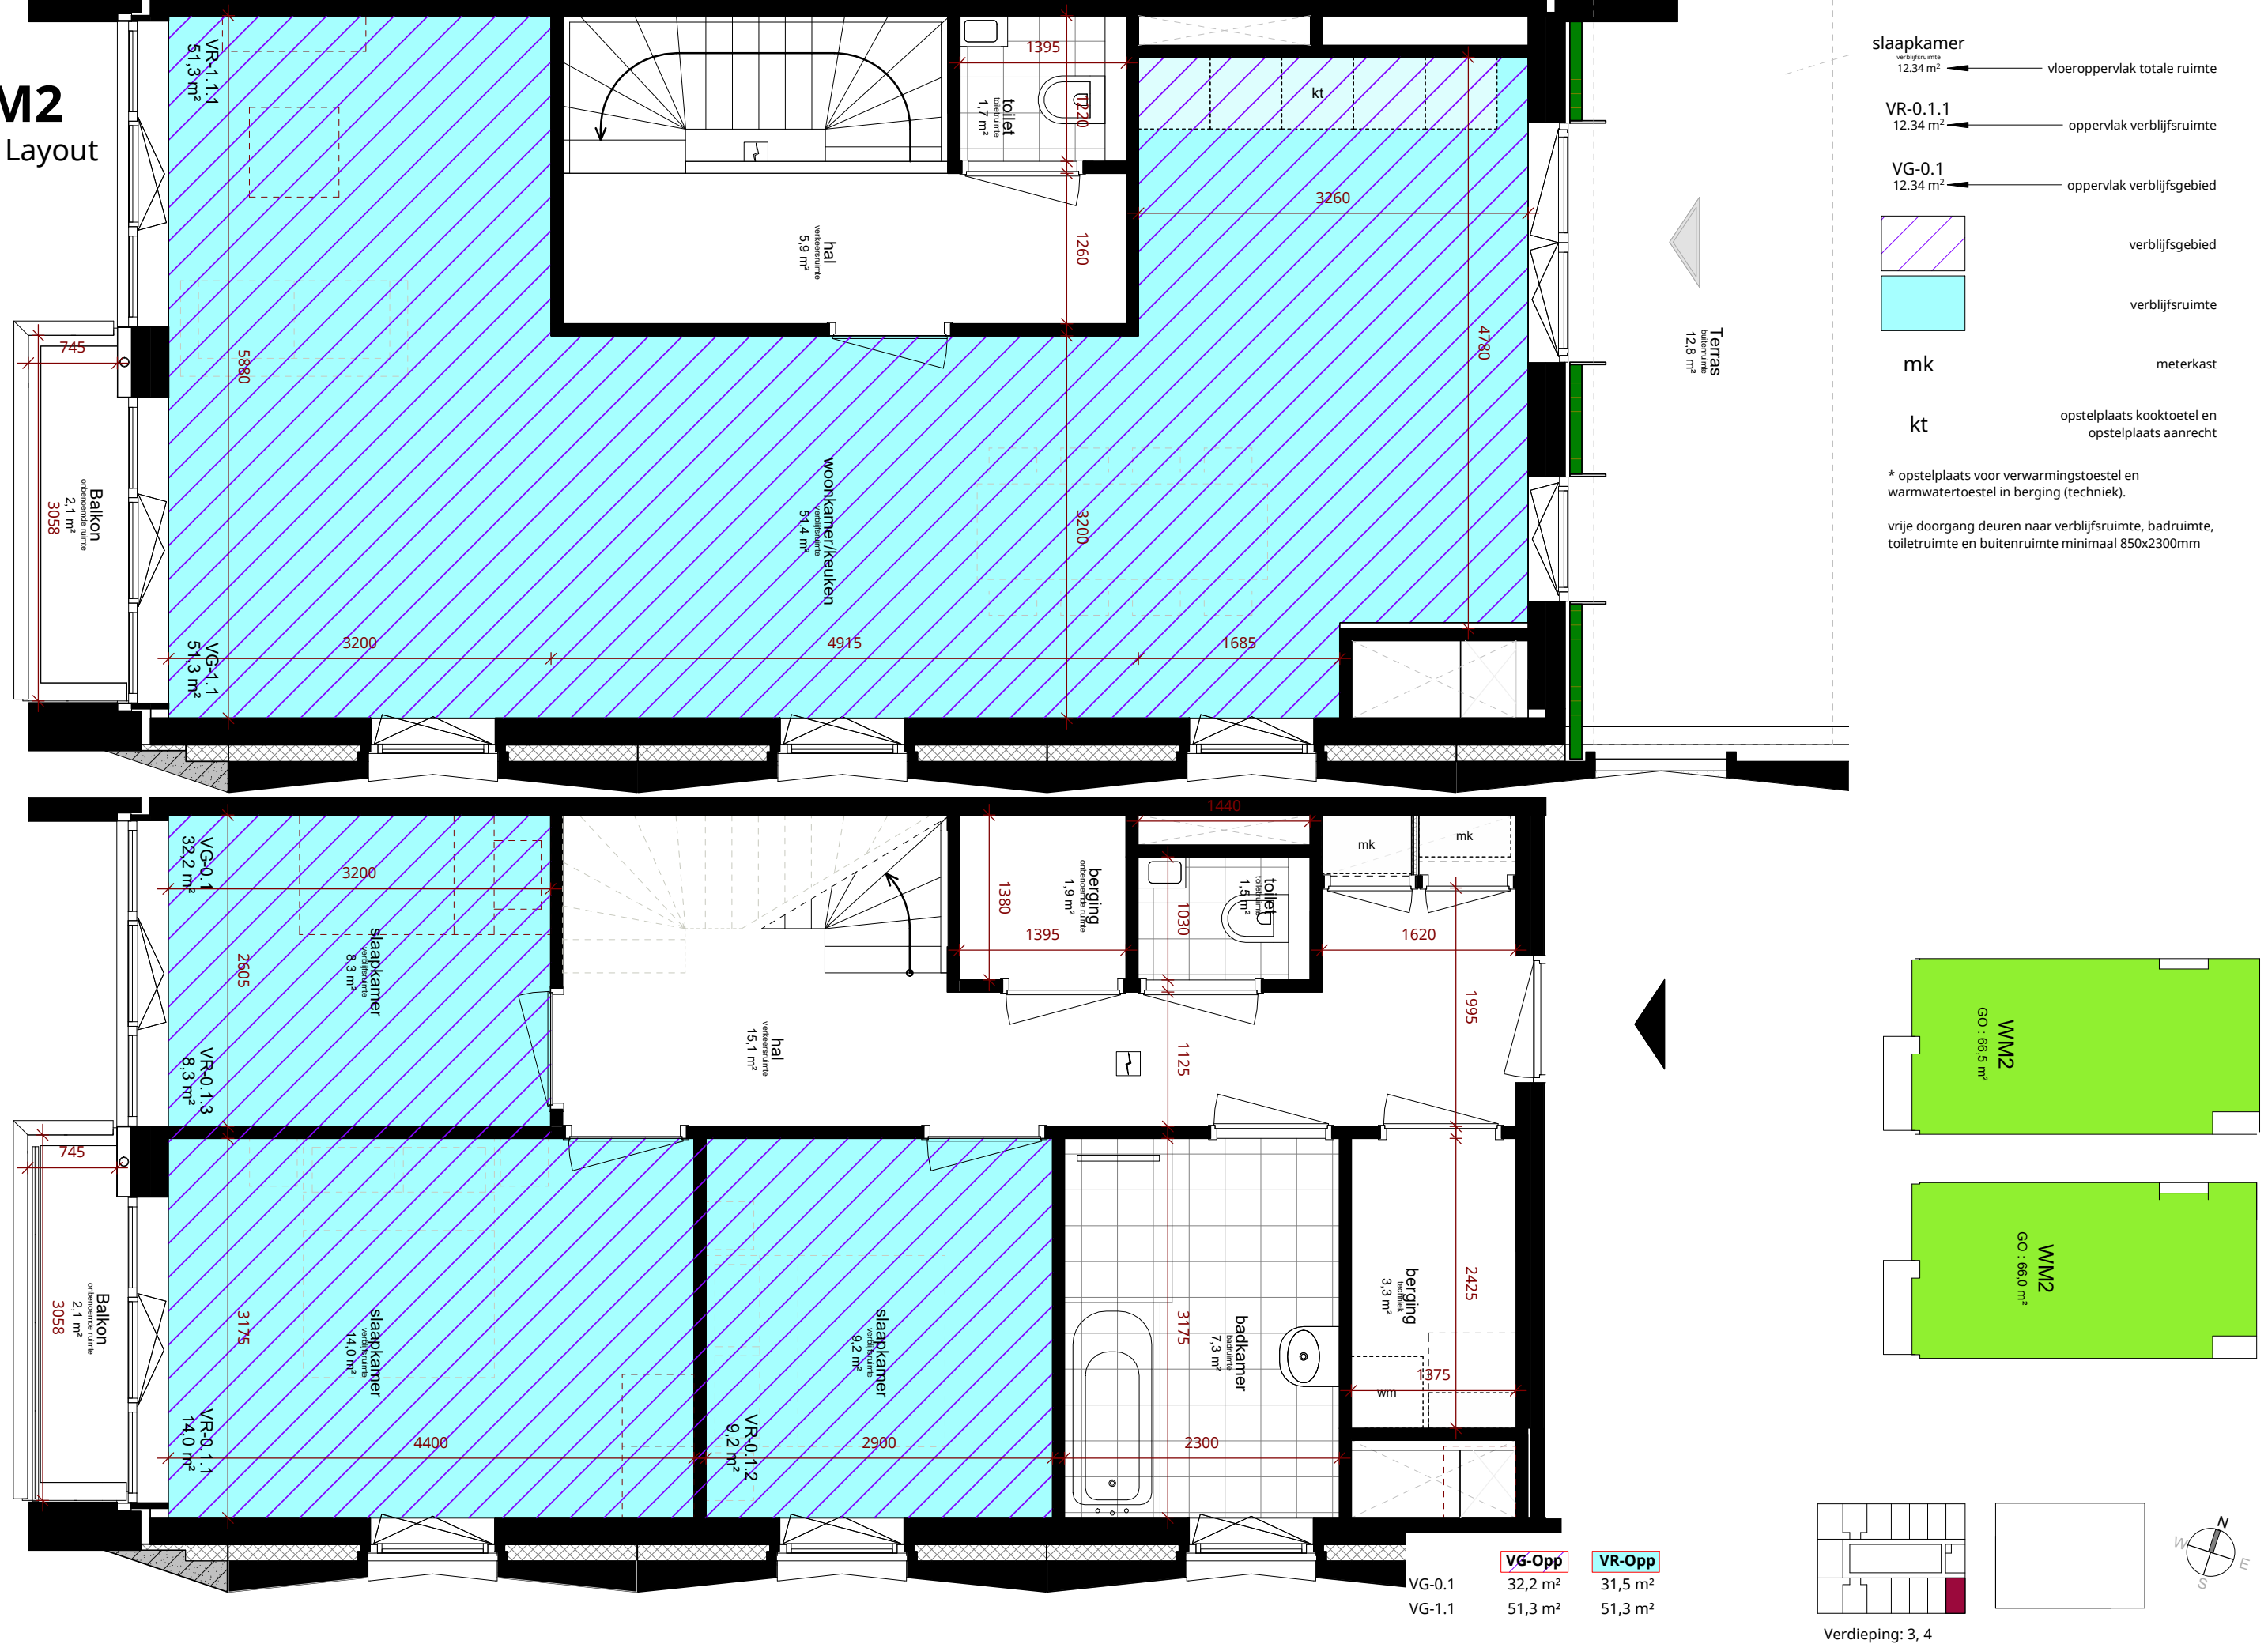 M2
Layout
VR-1.1.1
51,3 m²
1395
toilet
toiletruimte
1,7 m²
1220
kt
3260
hal
verkeersruimte
5,9 m²
1260
745
5880
4780
Terras
buitenruimte
12,8 m²
Balkon
onbenoemde ruimte
2,1 m²
3058
woonkamer/keuken
verblijfsruimte
51,4 m²
3200
VG-1.1
51,3 m²
3200
4915
1685
slaapkamer
verblijfsruimte
12.34 m²
vloeroppervlak totale ruimte
VR-0.1.1
12.34 m²
oppervlak verblijfsruimte
VG-0.1
12.34 m²
oppervlak verblijfsgebied
verblijfsgebied
verblijfsruimte
mk
meterkast
kt
opstelplaats kooktoetel en
opstelplaats aanrecht
* opstelplaats voor verwarmingstoestel en
warmwatertoestel in berging (techniek).
vrije doorgang deuren naar verblijfsruimte, badruimte,
toiletruimte en buitenruimte minimaal 850x2300mm
1440
VG-0.1
32,2 m²
3200
slaapkamer
verblijfsruimte
8,3 m²
2605
VR-0.1.3
8,3 m²
1380
berging
onbenoemde ruimte
1,9 m²
1395
toilet
toiletruimte
1,5 m²
1030
mk
mk
1620
1995
hal
verkeersruimte
15,1 m²
1125
745
Balkon
onbenoemde ruimte
2,1 m²
3058
3175
slaapkamer
verblijfsruimte
14,0 m²
VR-0.1.1
14,0 m²
4400
slaapkamer
verblijfsruimte
9,2 m²
VR-0.1.2
9,2 m²
2900
3175
badkamer
badruimte
7,3 m²
2300
berging
techniek
3,3 m²
2425
1375
wm
WM2
GO : 66,5 m²
WM2
GO : 66,0 m²
VG-Opp VR-Opp
VG-0.1 32,2 m² 31,5 m²
VG-1.1 51,3 m² 51,3 m²
Verdieping: 3, 4
N
W
E
S